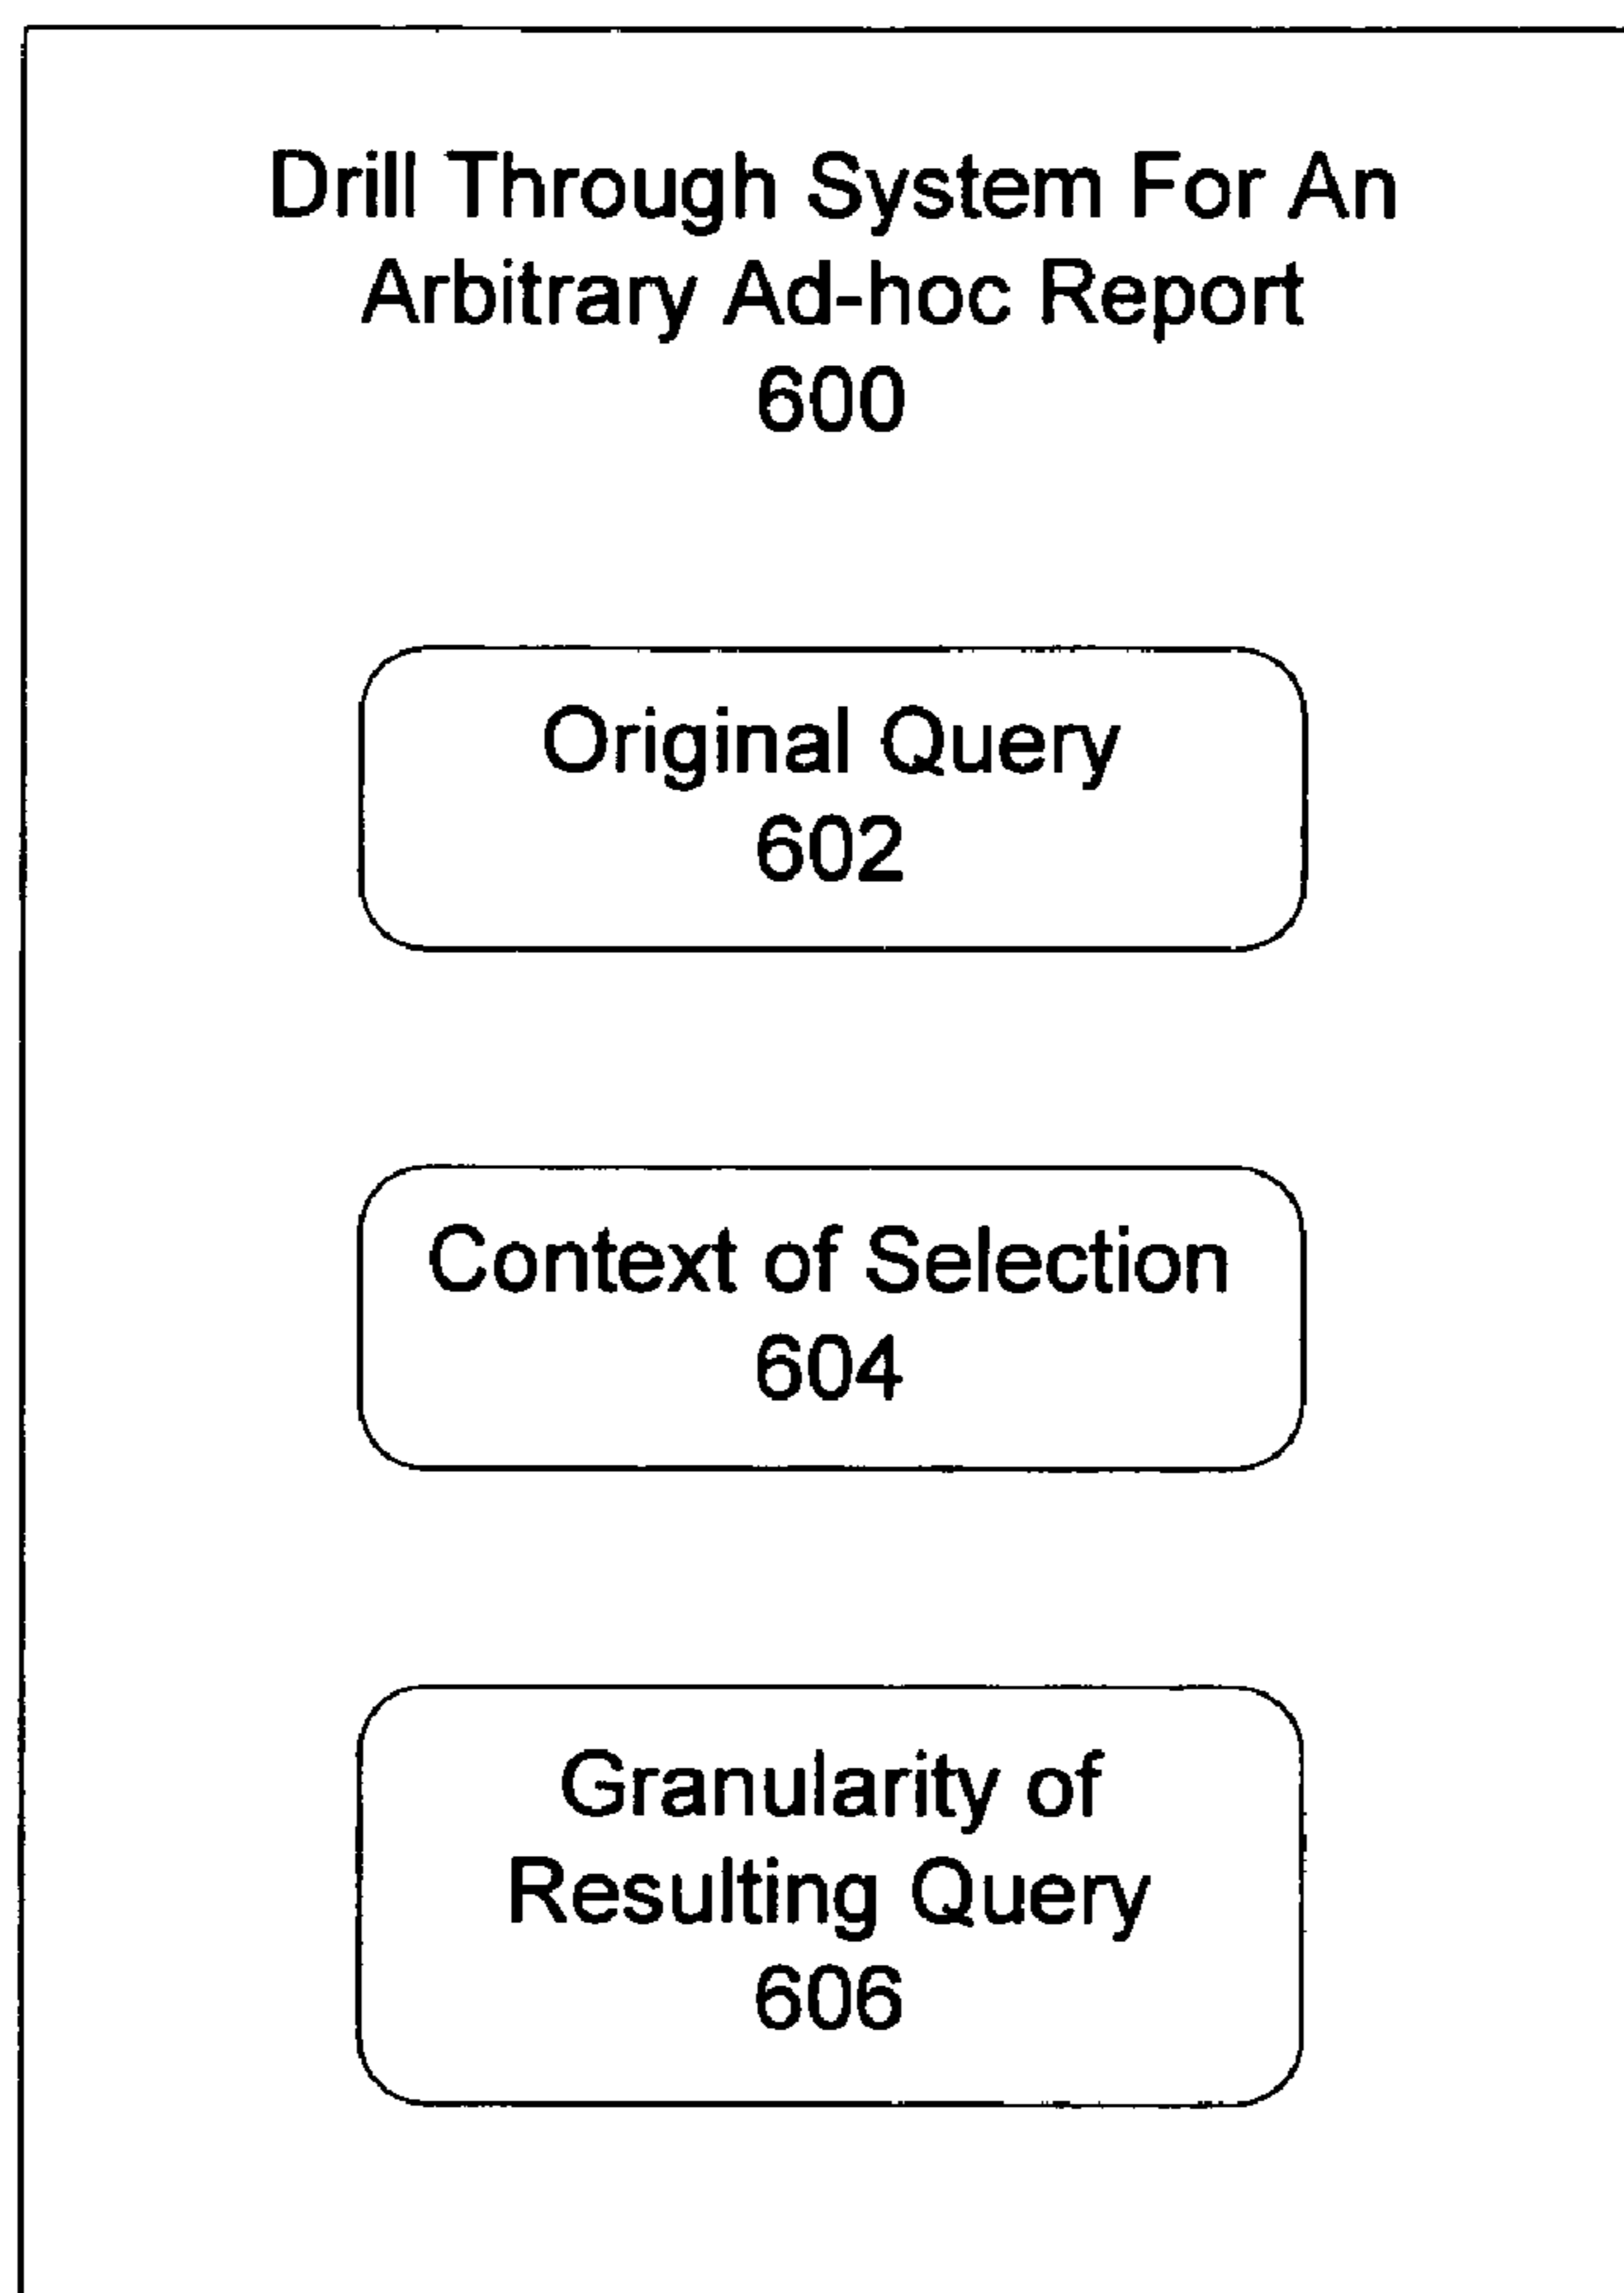 Drill Through System For An
Arbitrary Ad-hoc Report
600
Original Query
602
Context of Selection
604
Granularity of
Resulting Query
606